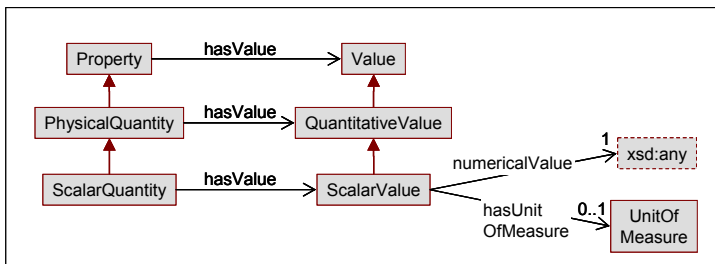 Property
hasValue
Value
PhysicalQuantity
hasValue
QuantitativeValue
ScalarQuantity
hasValue
ScalarValue
numericalValue
1
xsd:any
hasUnit
OfMeasure
0..1
UnitOf
Measure